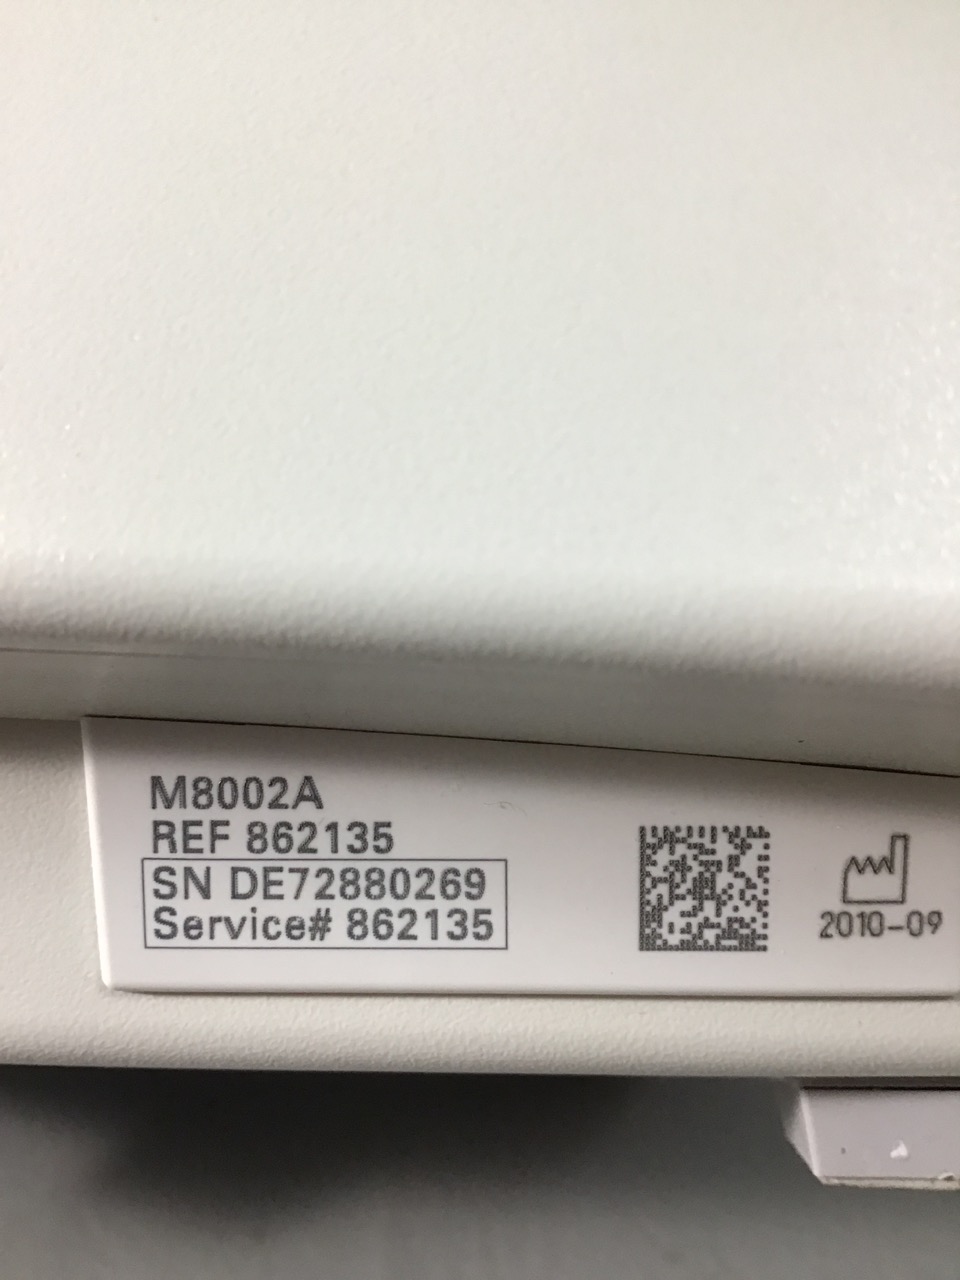 M8002A
REF 862135
SN DE72880269
Service# 862135
2010-09